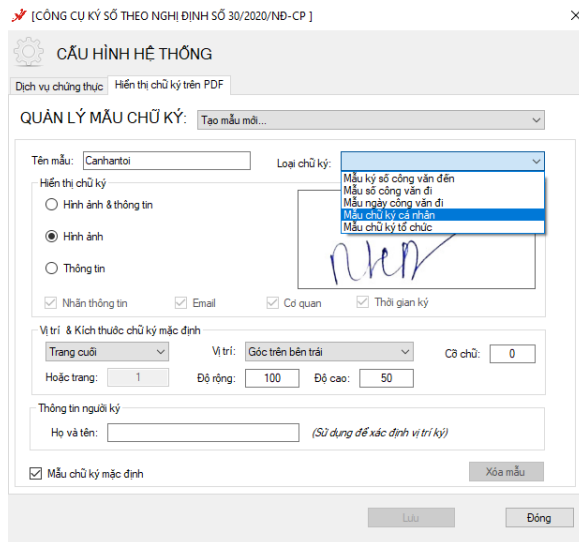 [CÔNG CỤ KÝ SỐ THEO NGHỊ ĐỊNH SỐ 30/2020/NĐ-CP ]
CẤU HÌNH HỆ THỐNG
Dịch vụ chứng thực Hiển thị chữ ký trên PDF
QUẢN LÝ MẪU CHỮ KÝ: Tạo mẫu mới...
Tên mẫu: Canhantoi Loại chữ ký:
Mẫu ký số công văn đến
Mẫu số công văn đi
Mẫu ngày công văn đi
Mẫu chữ ký cá nhân
Mẫu chữ ký tổ chức
Hiển thị chữ ký
Hình ảnh & thông tin
Hình ảnh
Thông tin
Nhãn thông tin Email Cơ quan Thời gian ký
Vị trí & Kích thước chữ ký mặc định
Trang cuối Vị trí: Góc trên bên trái Cỡ chữ: 0
Hoặc trang: 1 Độ rộng: 100 Độ cao: 50
Thông tin người ký
Họ và tên: (Sử dụng để xác định vị trí ký)
Mẫu chữ ký mặc định Xóa mẫu
Lưu Đóng